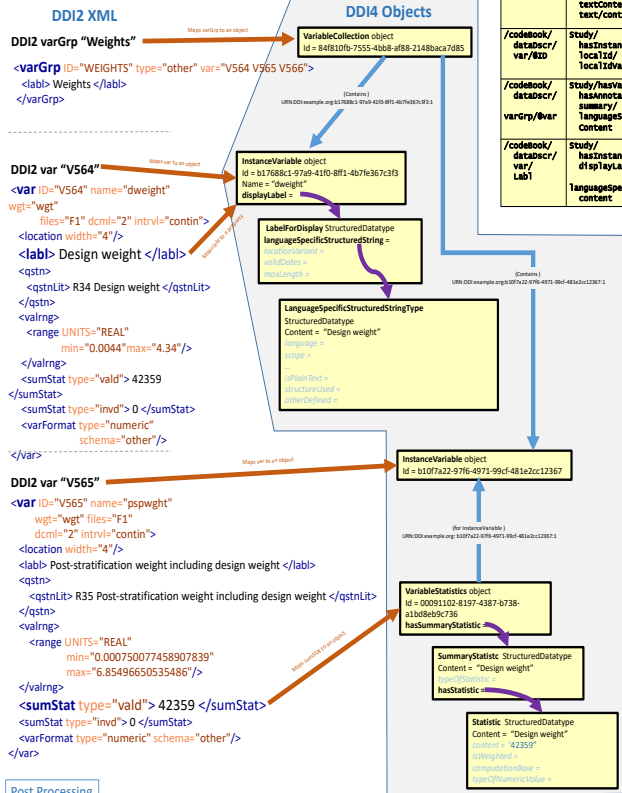 DDI2 XML
DDI2 varGrp “Weights”
<varGrp ID="WEIGHTS" type="other" var="V564 V565 V566">
<labl> Weights </labl>
</varGrp>
DDI2 var “V564”
<var ID="V564" name="dweight"
wgt="wgt"
files="F1" dcml="2" intrvl="contin">
<location width="4"/>
<labl> Design weight </labl>
<qstn>
<qstnLit> R34 Design weight </qstnLit>
</qstn>
<valrng>
<range UNITS="REAL"
min="0.0044"max="4.34"/>
</valrng>
<sumStat type="vald"> 42359
</sumStat>
<sumStat type="invd"> 0 </sumStat>
<varFormat type="numeric“
schema="other"/>
</var>
DDI2 var “V565”
<var ID="V565" name="pspwght"
wgt="wgt" files="F1"
dcml="2" intrvl="contin">
<location width="4"/>
<labl> Post-stratification weight including design weight </labl>
<qstn>
<qstnLit> R35 Post-stratification weight including design weight </qstnLit>
</qstn>
<valrng>
<range UNITS="REAL"
min="0.000750077458907839"
max="6.85496650535486"/>
</valrng>
<sumStat type="vald"> 42359 </sumStat>
<sumStat type="invd"> 0 </sumStat>
<varFormat type="numeric" schema="other"/>
</var>
Post Processing
Maps varGrp to an object
Maps var to an object
Maps labl to a property
Maps var to an object
Maps sumStat to an object
DDI4 Objects
VariableCollection object
Id = 84f810fb-7555-4bb8-af88-2148baca7d85
(Contains )
URN:DDI:example.org:b17688c1-97a9-41f0-8ff1-4b7fe367c3f3:1
InstanceVariable object
Id = b17688c1-97a9-41f0-8ff1-4b7fe367c3f3
Name = “dweight”
displayLabel =
LabelForDisplay StructuredDatatype
languageSpecificStructuredString =
locationVariant =
validDates =
maxLength =
LanguageSpecificStructuredStringType
StructuredDatatype
Content = “Design weight”
language =
scope =
...
isPlainText =
structureUsed =
otherDefined =
(Contains )
URN:DDI:example.org:b10f7a22-97f6-4971-99cf-481e2cc12367:1
InstanceVariable object
Id = b10f7a22-97f6-4971-99cf-481e2cc12367
(for InstanceVariable )
URN:DDI:example.org: b10f7a22-97f6-4971-99cf-481e2cc12367:1
VariableStatistics object
Id = 00091102-8197-4387-b738-
a1bd8eb9c736
hasSummaryStatistic =
SummaryStatistc StructuredDatatype
Content = “Design weight”
typeOfStatistic =
hasStatistic =
Statistic StructuredDatatype
Content = “Design weight”
content = “42359”
isWeighted =
computationBase =
typeOfNumericValue =
textConte
text/cont
/codeBook/
dataDscr/
var/@ID
Study/
hasInstan
localId/
localIdVa
/codeBook/
dataDscr/
varGrp/@var
Study/hasVa
hasAnnota
summary/
languageS
Content
/codeBook/
dataDscr/
var/
Labl
Study/
hasInstan
displayLa
languageSpe
content